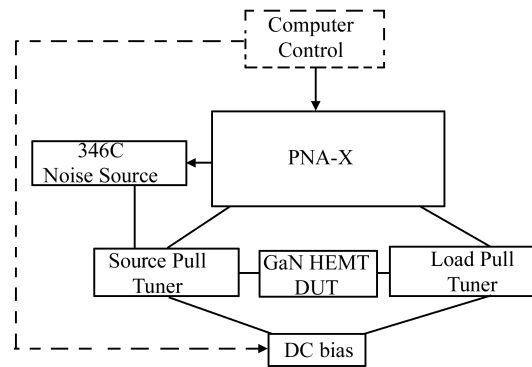 Computer
Control
PNA-X
346C
Noise Source
Source Pull
Tuner
GaN HEMT
DUT
Load Pull
Tuner
DC bias